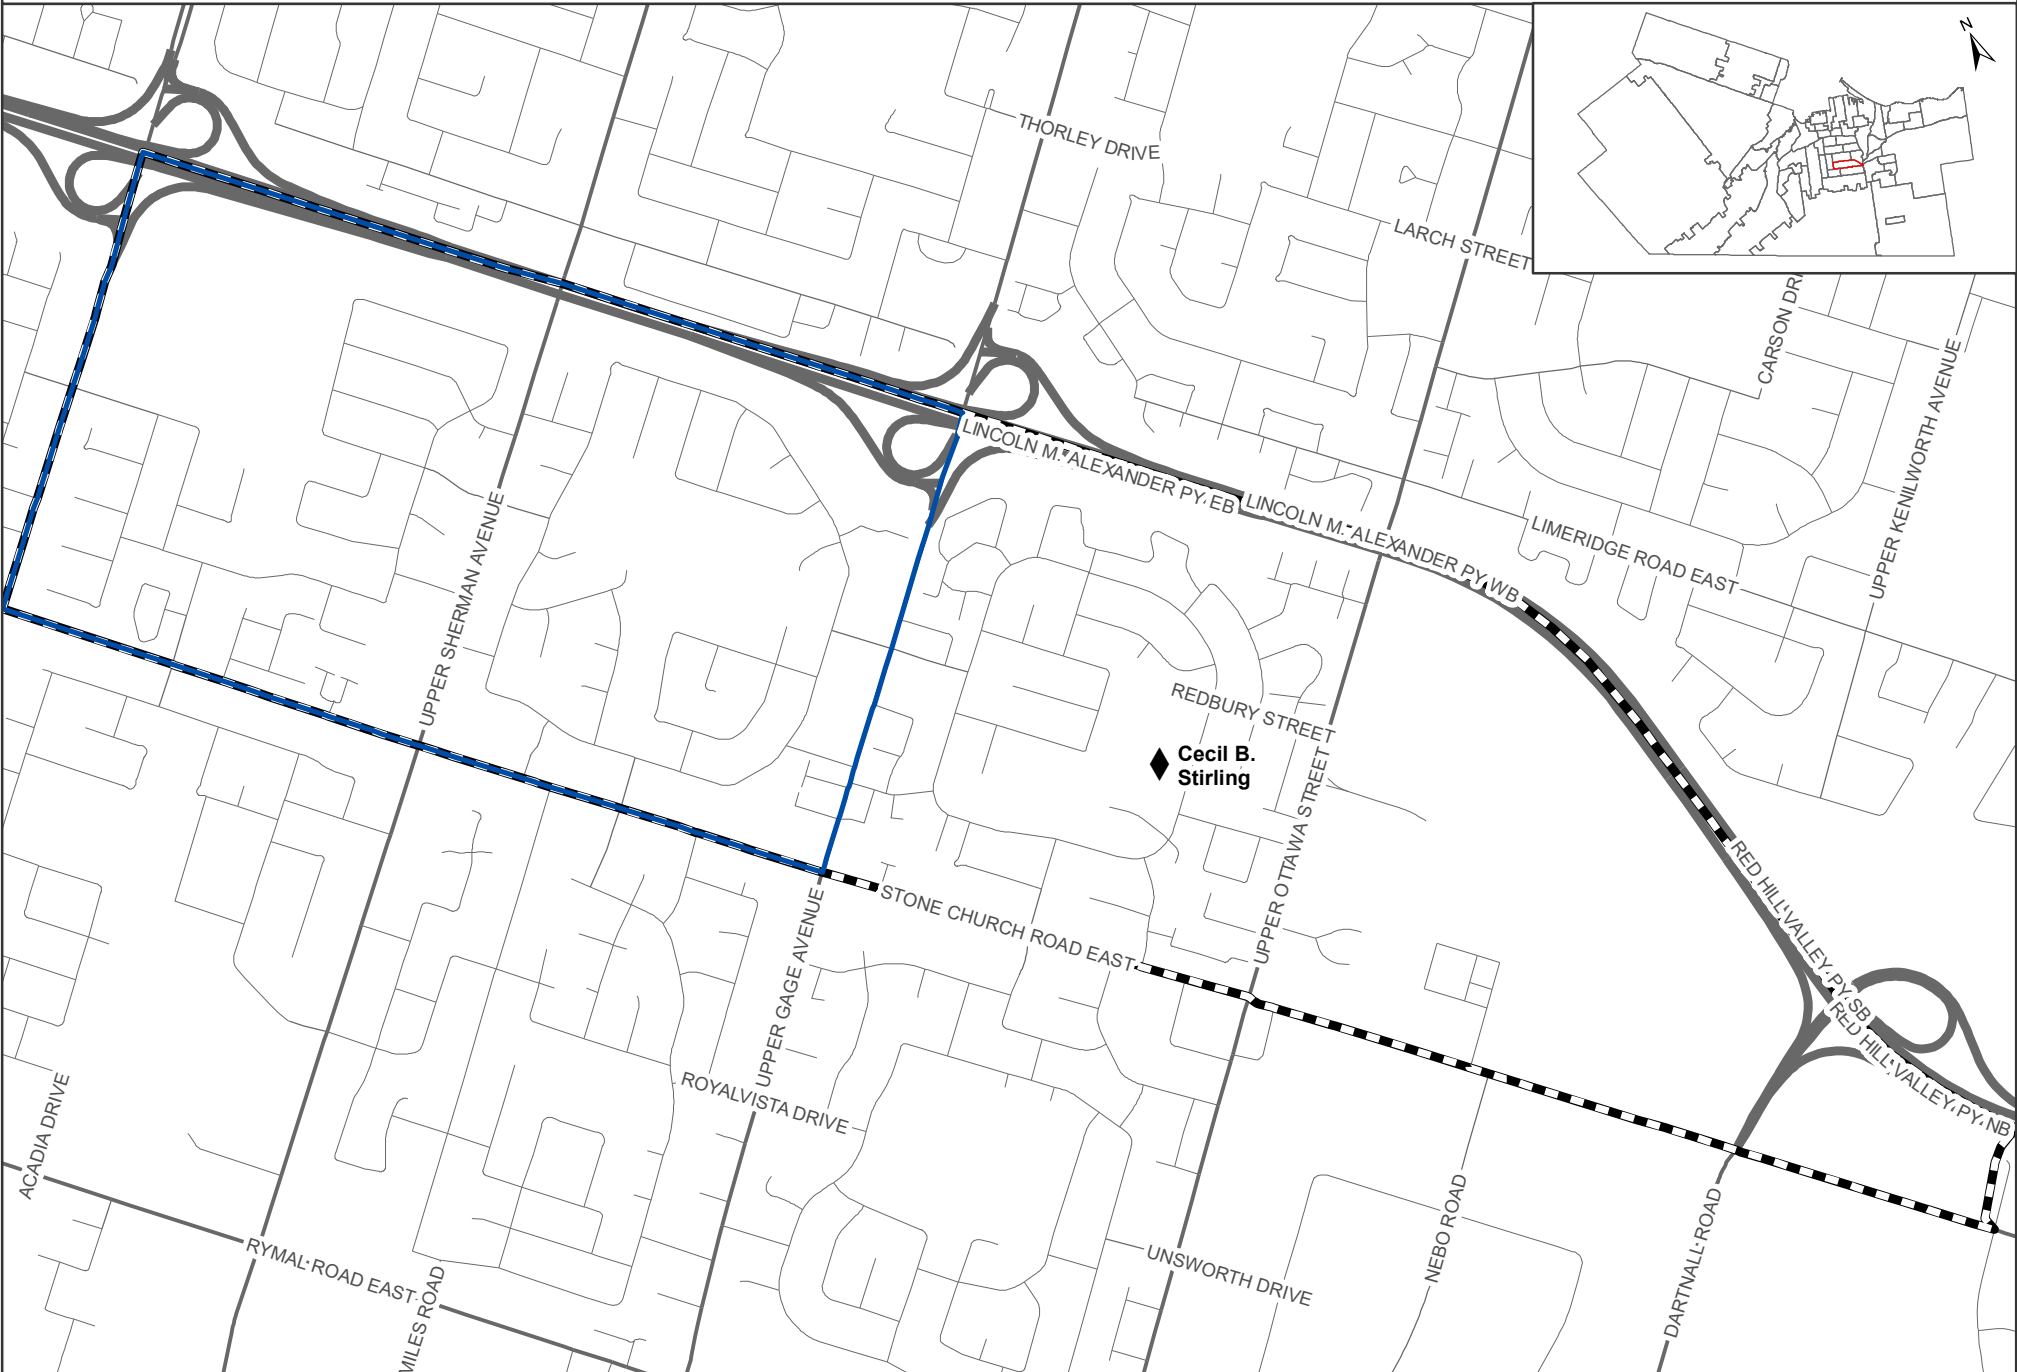 N
THORLEY DRIVE
LARCH STREET
CARSON DRI
UPPER KENILWORTH AVENUE
LINCOLN M. ALEXANDER PY EB
LINCOLN M. ALEXANDER PY WB
LIMERIDGE ROAD EAST
UPPER SHERMAN AVENUE
REDBURY STREET
Cecil B.
Stirling
UPPER OTTAWA STREET
RED HILL VALLEY PY SB
STONE CHURCH ROAD EAST
UPPER GAGE AVENUE
RED HILL VALLEY PY NB
ROYALVISTA DRIVE
ACADIA DRIVE
NEBO ROAD
DARTNALL ROAD
RYMAL ROAD EAST
UNSWORTH DRIVE
MILES ROAD